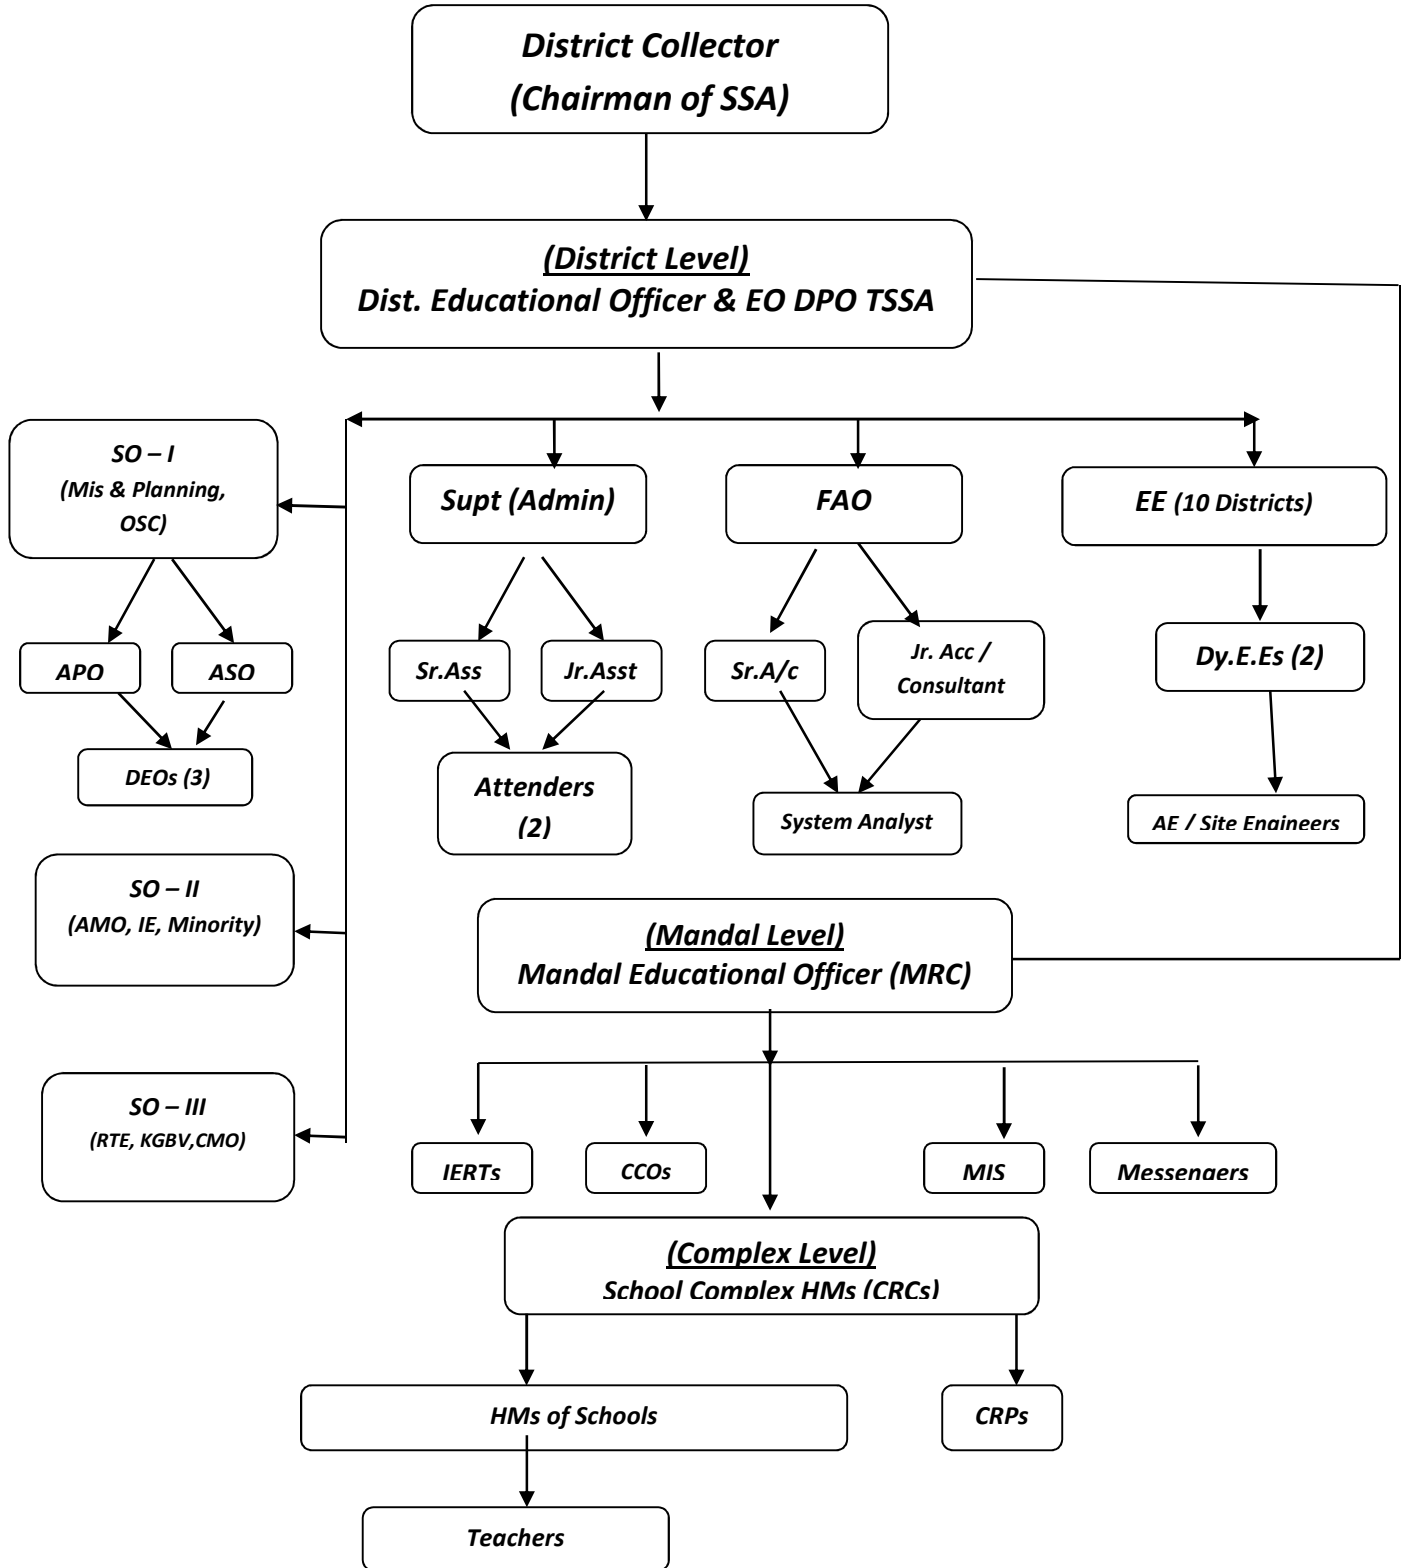 District Collector
(Chairman of SSA)
(District Level)
Dist. Educational Officer & EO DPO TSSA
SO – I
(Mis & Planning,
OSC)
Supt (Admin)
FAO
EE (10 Districts)
APO
ASO
Sr.Ass
Jr.Asst
Sr.A/c
Jr. Acc /
Consultant
Dy.E.Es (2)
DEOs (3)
Attenders
(2)
System Analyst
AE / Site Engineers
SO – II
(AMO, IE, Minority)
(Mandal Level)
Mandal Educational Officer (MRC)
SO – III
(RTE, KGBV,CMO)
IERTs
CCOs
MIS
Messengers
(Complex Level)
School Complex HMs (CRCs)
HMs of Schools
CRPs
Teachers